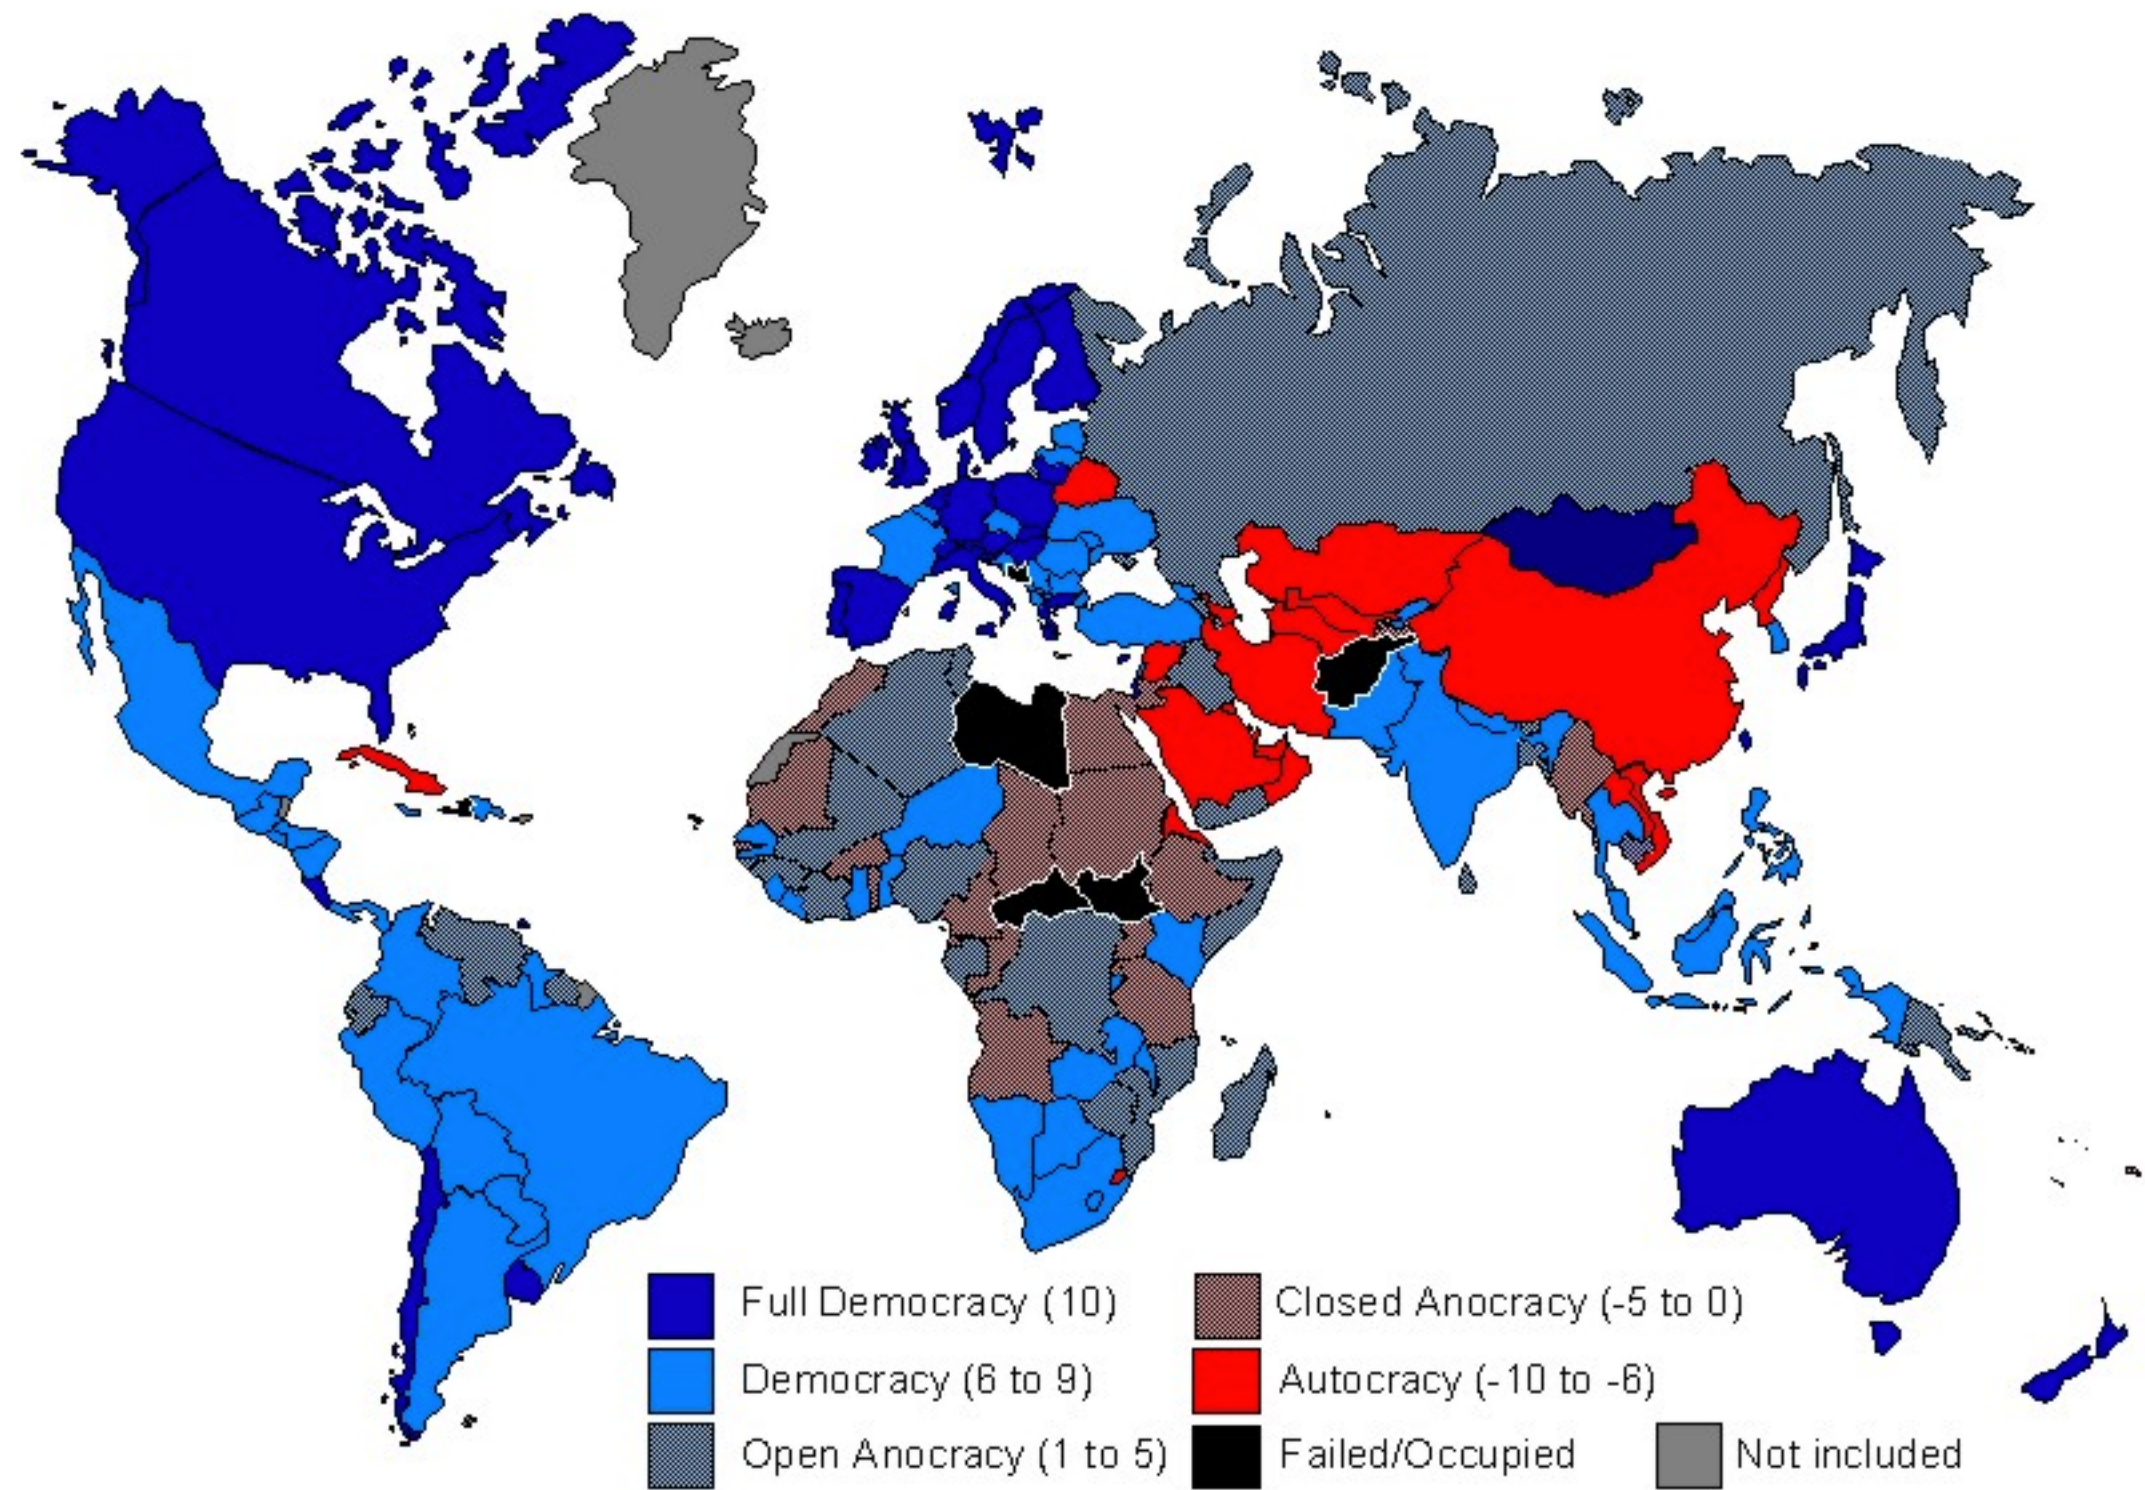 Full Democracy (10)
Closed Anocracy (-5 to 0)
Democracy (6 to 9)
Autocracy (-10 to -6)
Open Anocracy (1 to 5)
Failed/Occupied
Not included